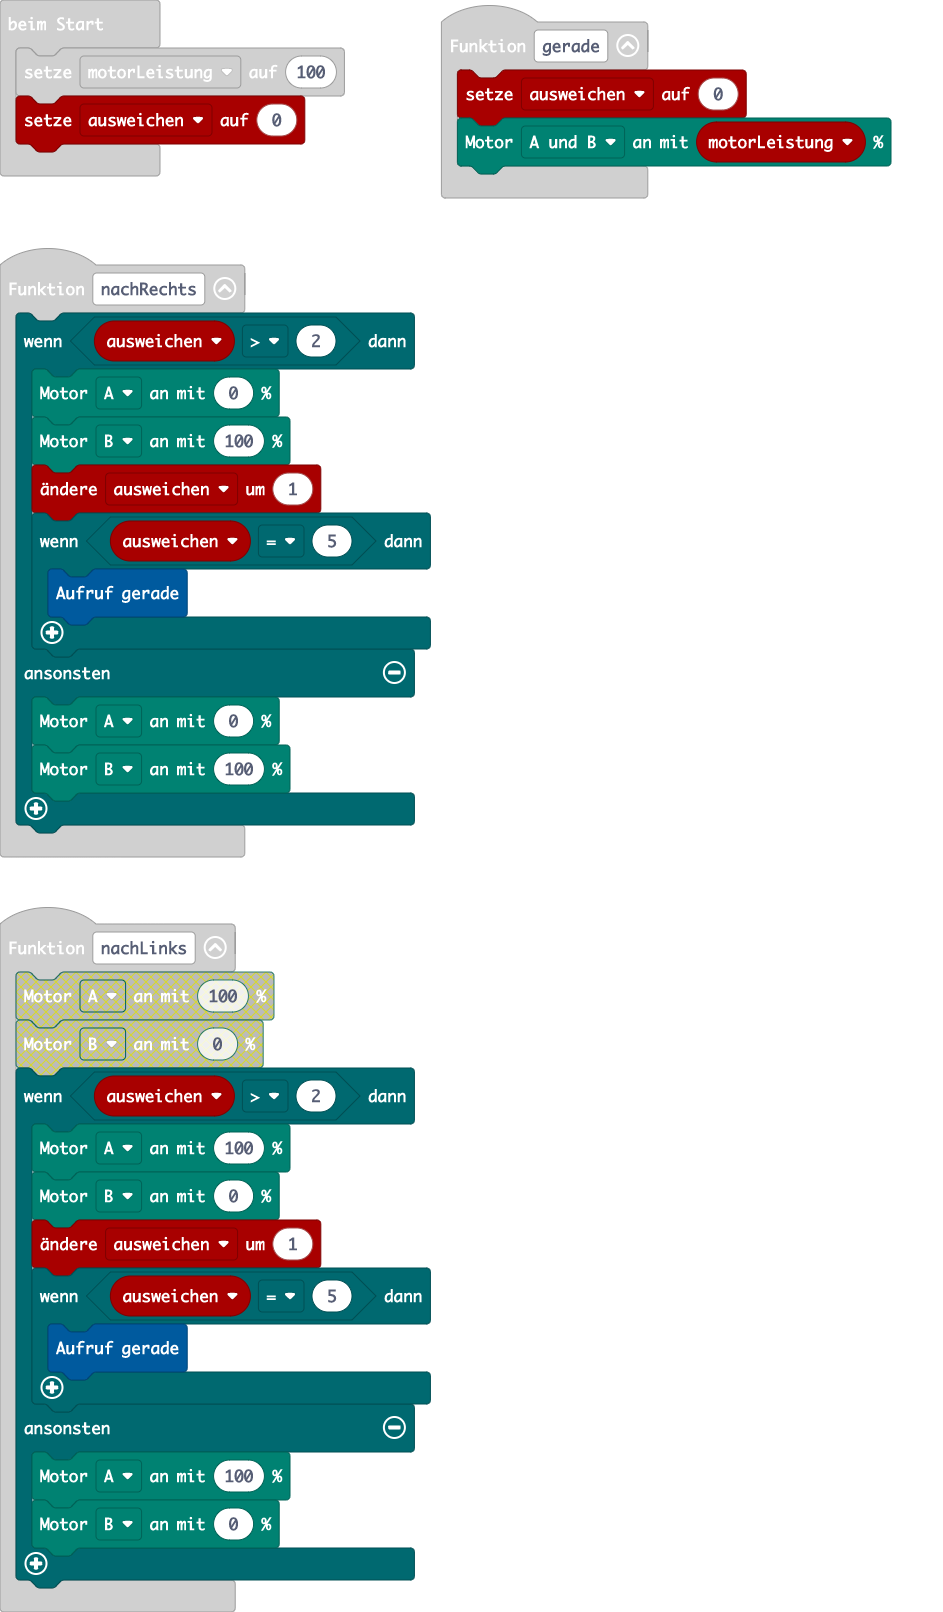 beim Start
setze motorLeistung auf 100
setze ausweichen auf 0
Funktion gerade
setze ausweichen auf 0
Motor A und B an mit motorLeistung %
Funktion nachRechts
wenn ausweichen > 2 dann
Motor A an mit 0 %
Motor B an mit 100 %
ändere ausweichen um 1
wenn ausweichen = 5 dann
Aufruf gerade
ansonsten
Motor A an mit 0 %
Motor B an mit 100 %
Funktion nachLinks
Motor A an mit 100 %
Motor B an mit 0 %
wenn ausweichen > 2 dann
Motor A an mit 100 %
Motor B an mit 0 %
ändere ausweichen um 1
wenn ausweichen = 5 dann
Aufruf gerade
ansonsten
Motor A an mit 100 %
Motor B an mit 0 %